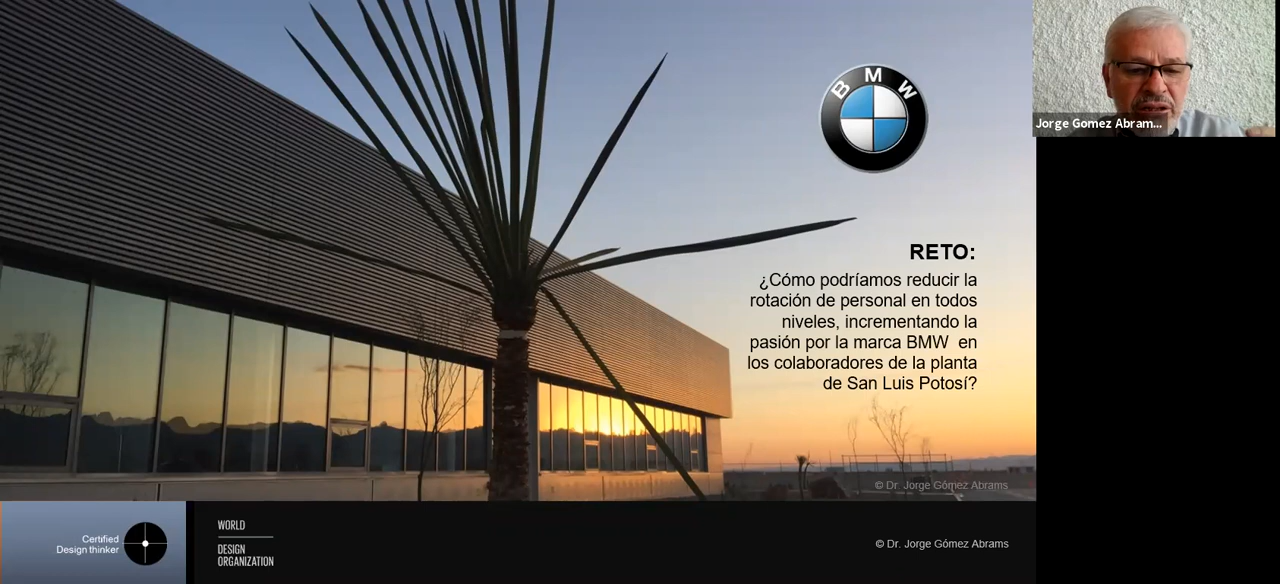 BMW
Jorge Gomez Abram...
RETO:
¿Cómo podríamos reducir la
rotación de personal en todos
niveles, incrementando la
pasión por la marca BMW en
los colaboradores de la planta
de San Luis Potosí?
© Dr. Jorge Gómez Abrams
Certified
Design thinker
WORLD
DESIGN
ORGANIZATION
© Dr. Jorge Gómez Abrams